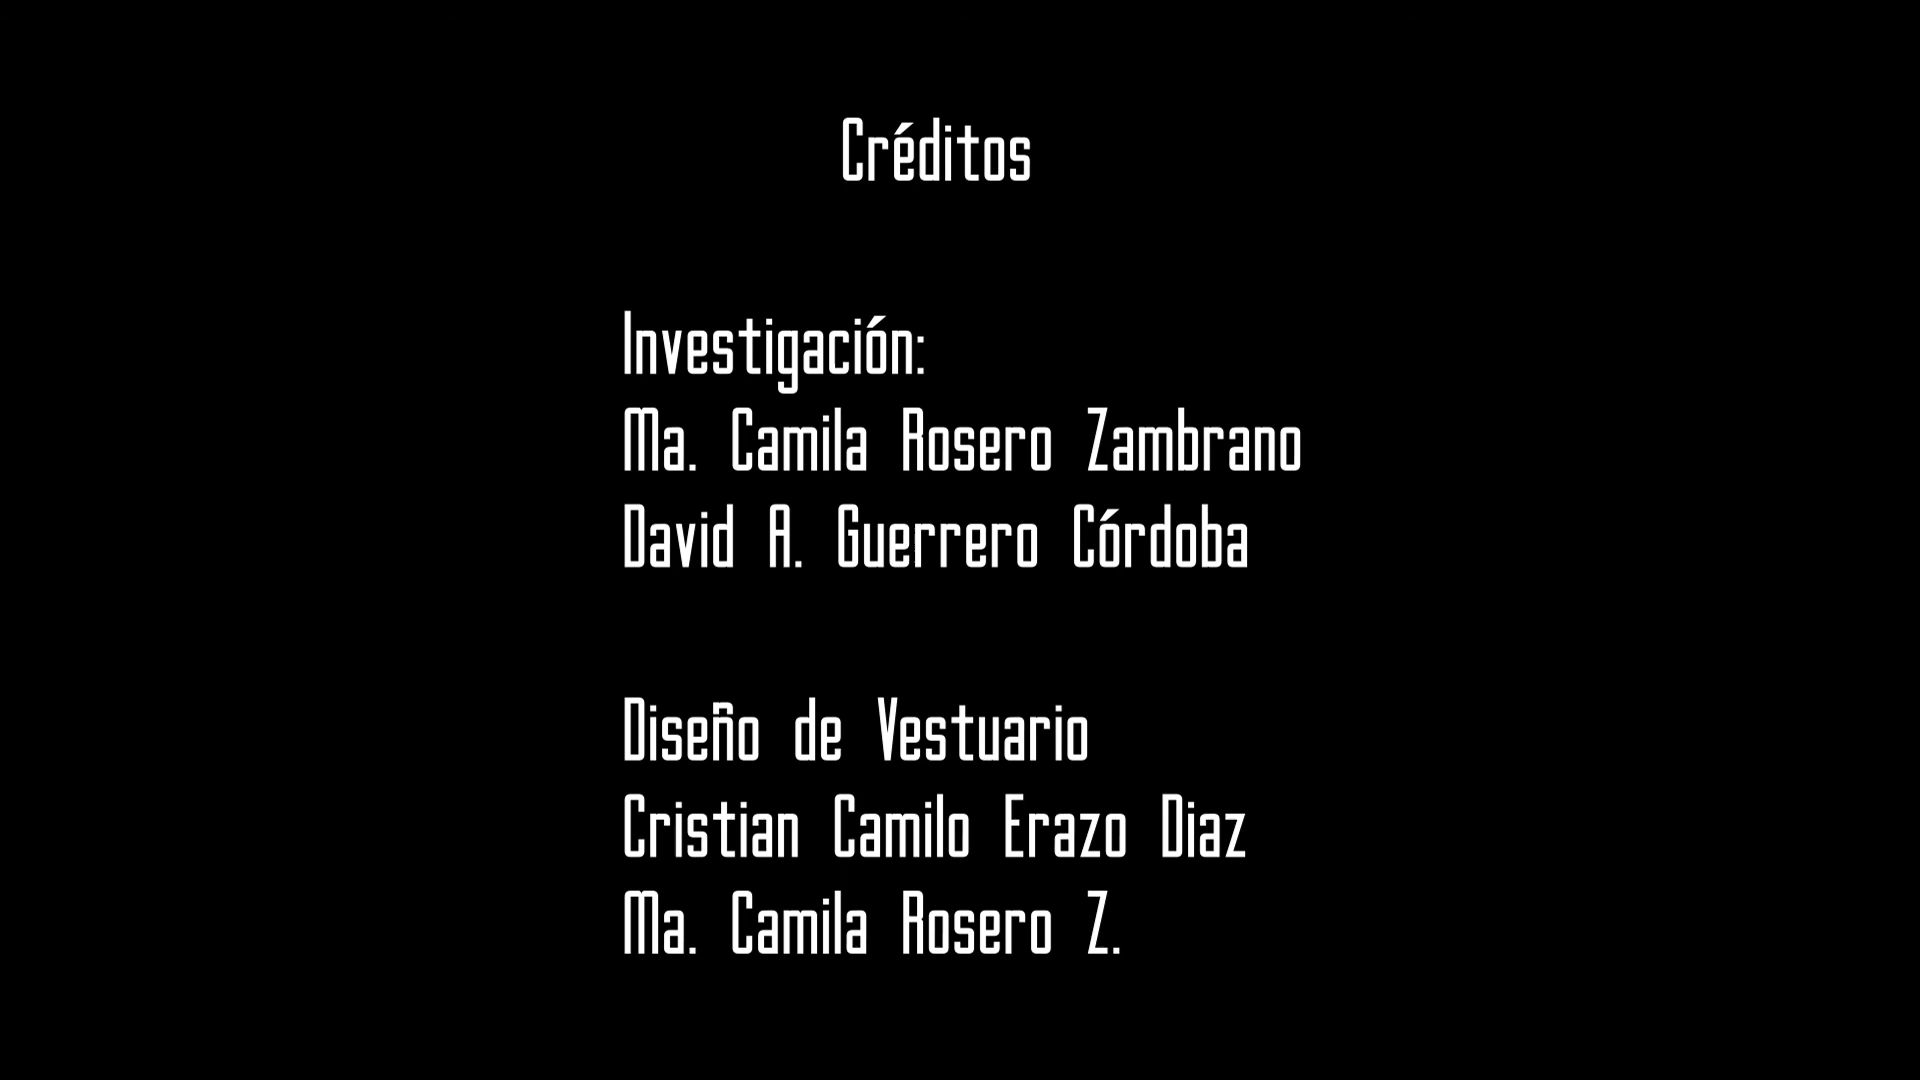 Créditos
Investigación:
Ma. Camila Rosero Zambrano
David A. Guerrero Córdoba
Diseño de Vestuario
Cristian Camilo Erazo Diaz
Ma. Camila Rosero Z.